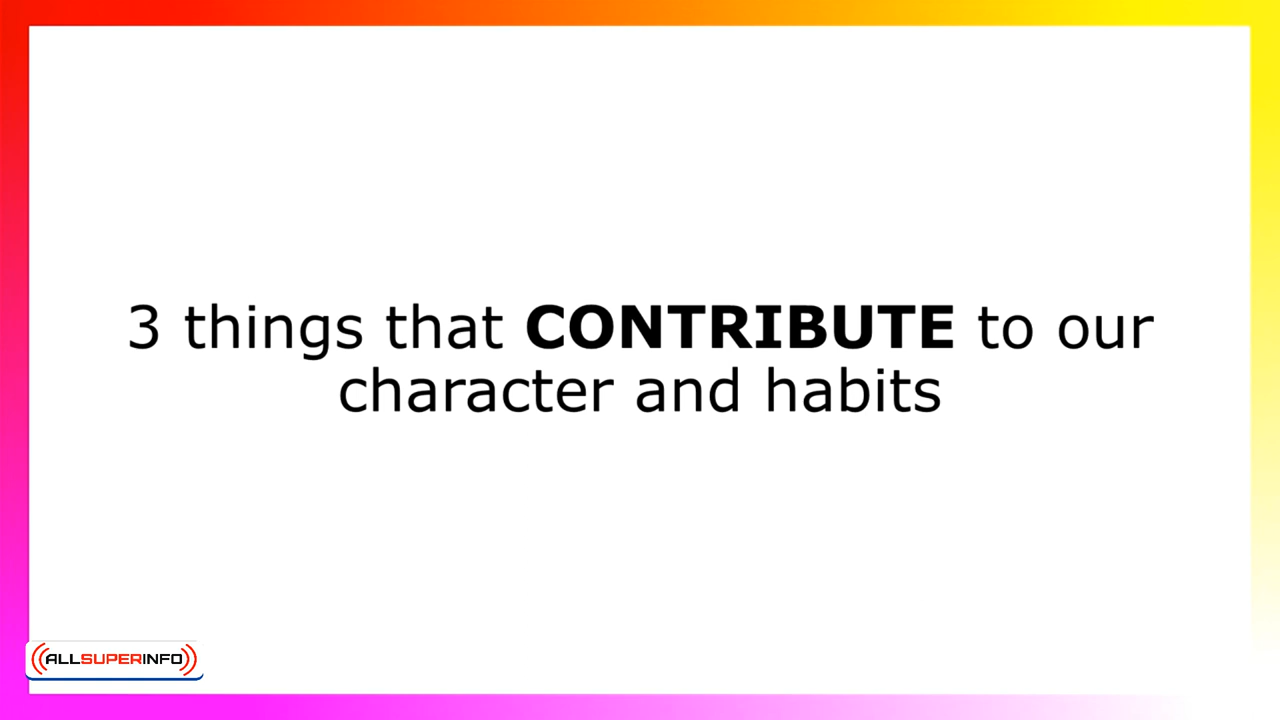 3 things that CONTRIBUTE to our
character and habits
ALLSUPERINFO